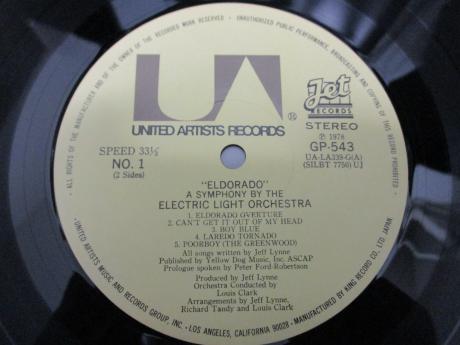 ALL RIGHTS OF THE MANUFACTURER AND OF THE OWNER OF THE RECORDED WORK RESERVED • UNAUTHORIZED PUBLIC PERFORMANCE, BROADCASTING AND COPYING OF THIS RECORD PROHIBITED •
UA
®
UNITED ARTISTS RECORDS
Jet
RECORDS
STEREO
SPEED 33⅓
NO. 1
(2 Sides)
℗ 1978
GP-543
UA-LA339-G(A)
(SILBT 7750) U]
"ELDORADO"
A SYMPHONY BY THE
ELECTRIC LIGHT ORCHESTRA
1. ELDORADO OVERTURE
2. CAN'T GET IT OUT OF MY HEAD
3. BOY BLUE
4. LAREDO TORNADO
5. POORBOY (THE GREENWOOD)
All songs written by Jeff Lynne
Published by Yellow Dog Music, Inc. ASCAP
Prologue spoken by Peter Ford-Robertson
Produced by Jeff Lynne
Orchestra Conducted by
Louis Clark
Arrangements by Jeff Lynne,
Richard Tandy and Louis Clark
• UNITED ARTISTS MUSIC AND RECORDS GROUP, INC. • LOS ANGELES, CALIFORNIA 90028 • MANUFACTURED BY KING RECORD CO. LTD. JAPAN